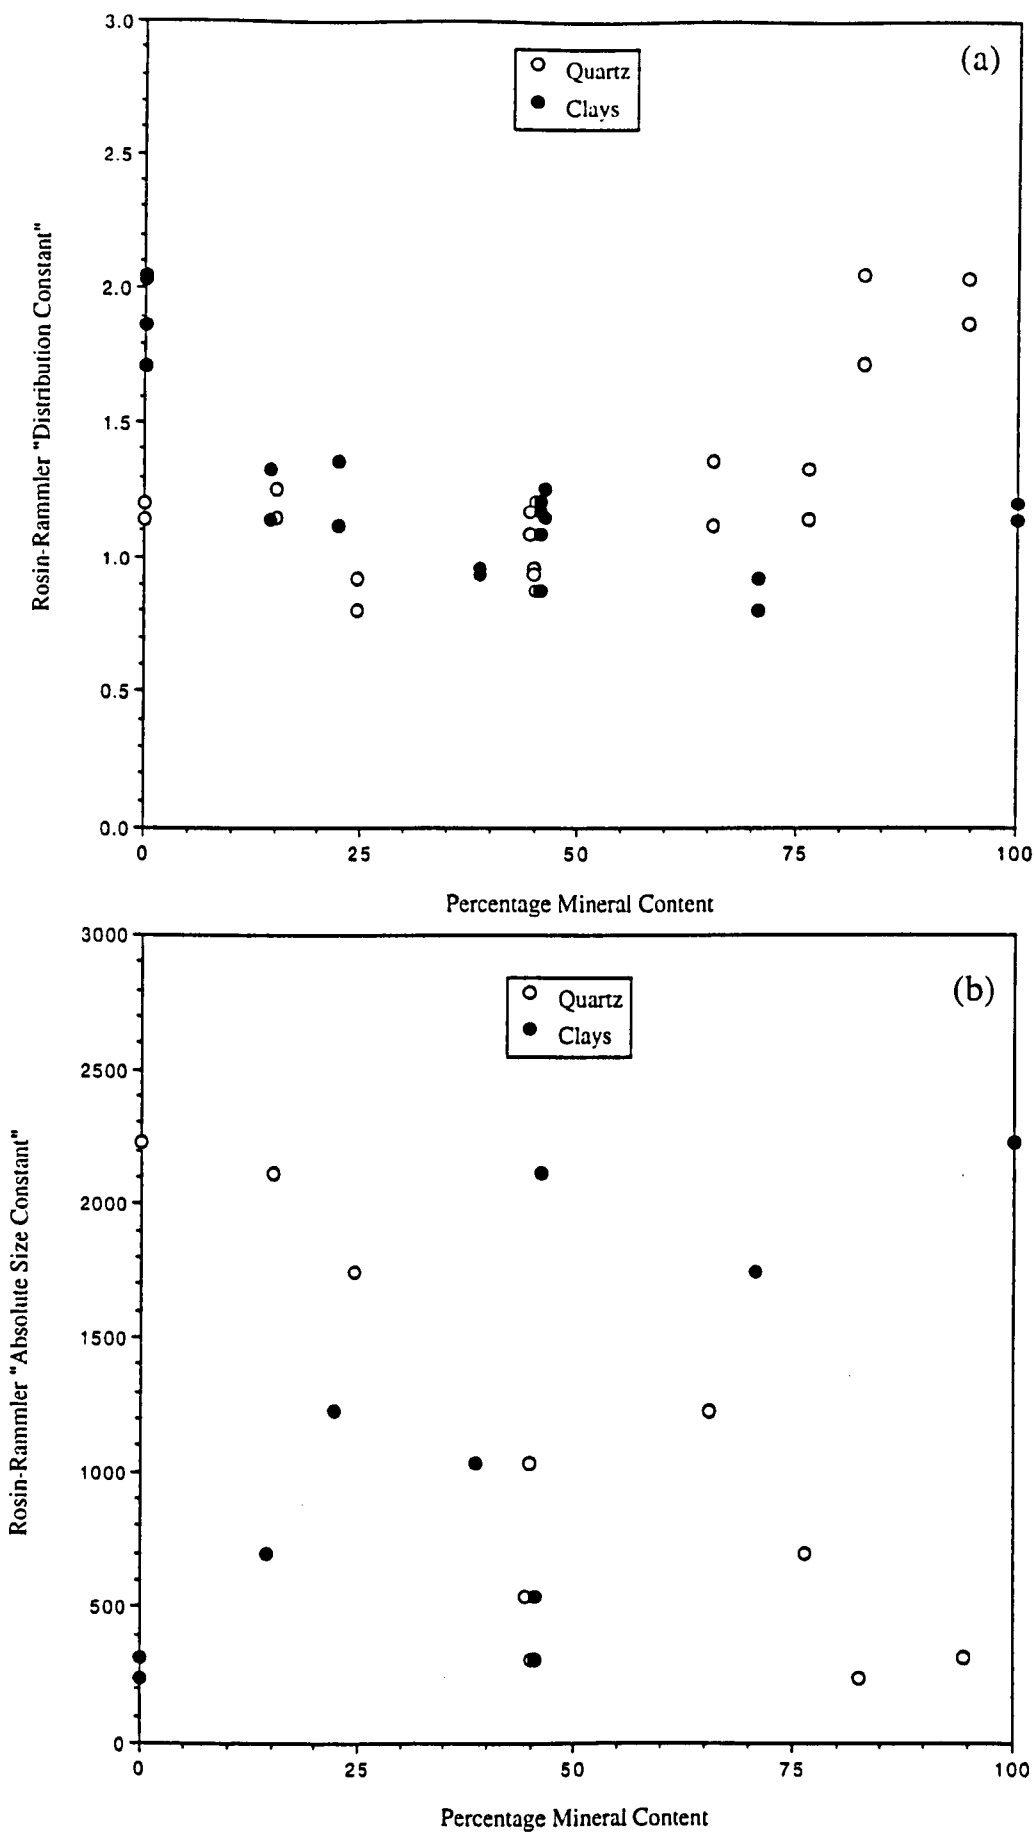 3.0
(a)
Quartz
Clays
2.5
2.0
1.5
1.0
0.5
0.0
Rosin-Rammler "Distribution Constant"
0 25 50 75 100
Percentage Mineral Content
3000
(b)
Quartz
Clays
2500
2000
1500
1000
500
0
Rosin-Rammler "Absolute Size Constant"
0 25 50 75 100
Percentage Mineral Content